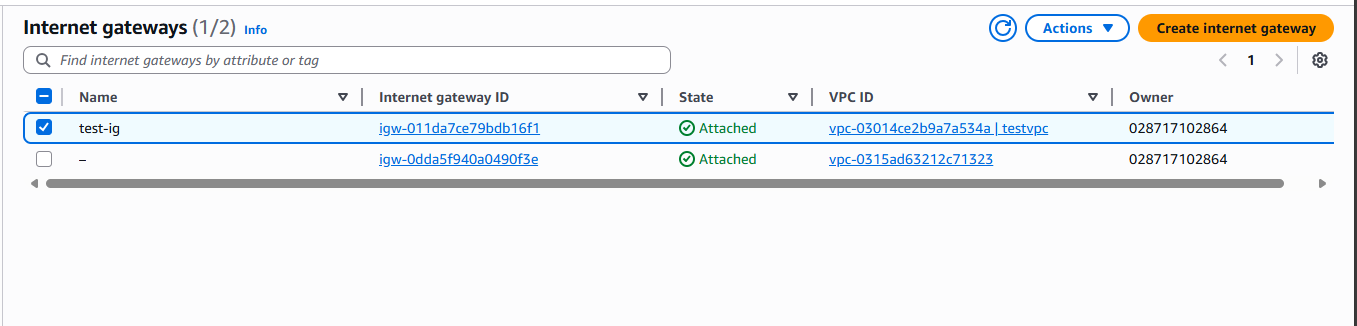 Internet gateways (1/2) Info Actions Create internet gateway
Find internet gateways by attribute or tag 1
Name Internet gateway ID State VPC ID Owner
test-ig igw-011da7ce79bdb16f1 Attached vpc-03014ce2b9a7a534a | testvpc 028717102864
– igw-0dda5f940a0490f3e Attached vpc-0315ad63212c71323 028717102864